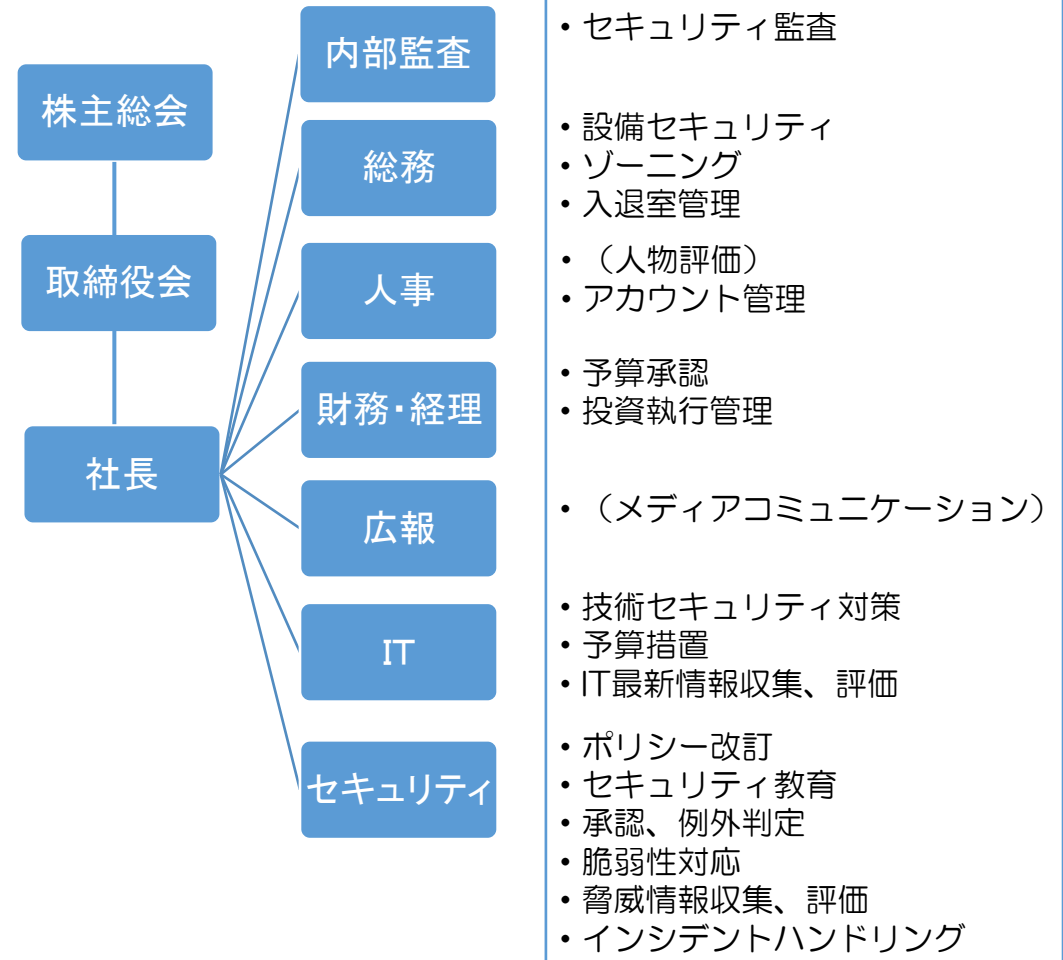 株主総会
取締役会
社長
内部監査
・セキュリティ監査
総務
・設備セキュリティ
・ゾーニング
・入退室管理
人事
・（人物評価）
・アカウント管理
財務・経理
・予算承認
・投資執行管理
広報
・（メディアコミュニケーション）
IT
・技術セキュリティ対策
・予算措置
・IT最新情報収集、評価
セキュリティ
・ポリシー改訂
・セキュリティ教育
・承認、例外判定
・脆弱性対応
・脅威情報収集、評価
・インシデントハンドリング